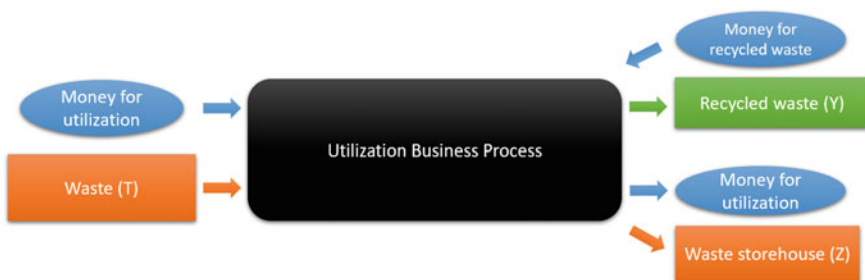 Money for
utilization
Waste (T)
Utilization Business Process
Money for
recycled waste
Recycled waste (Y)
Money for
utilization
Waste storehouse (Z)